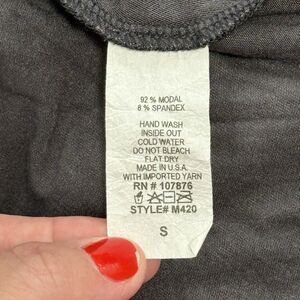 92 % MODAL
8 % SPANDEX
HAND WASH
INSIDE OUT
COLD WATER
DO NOT BLEACH
FLAT DRY
MADE IN U.S.A.
WITH IMPORTED YARN
RN # 107876
STYLE# M420
S